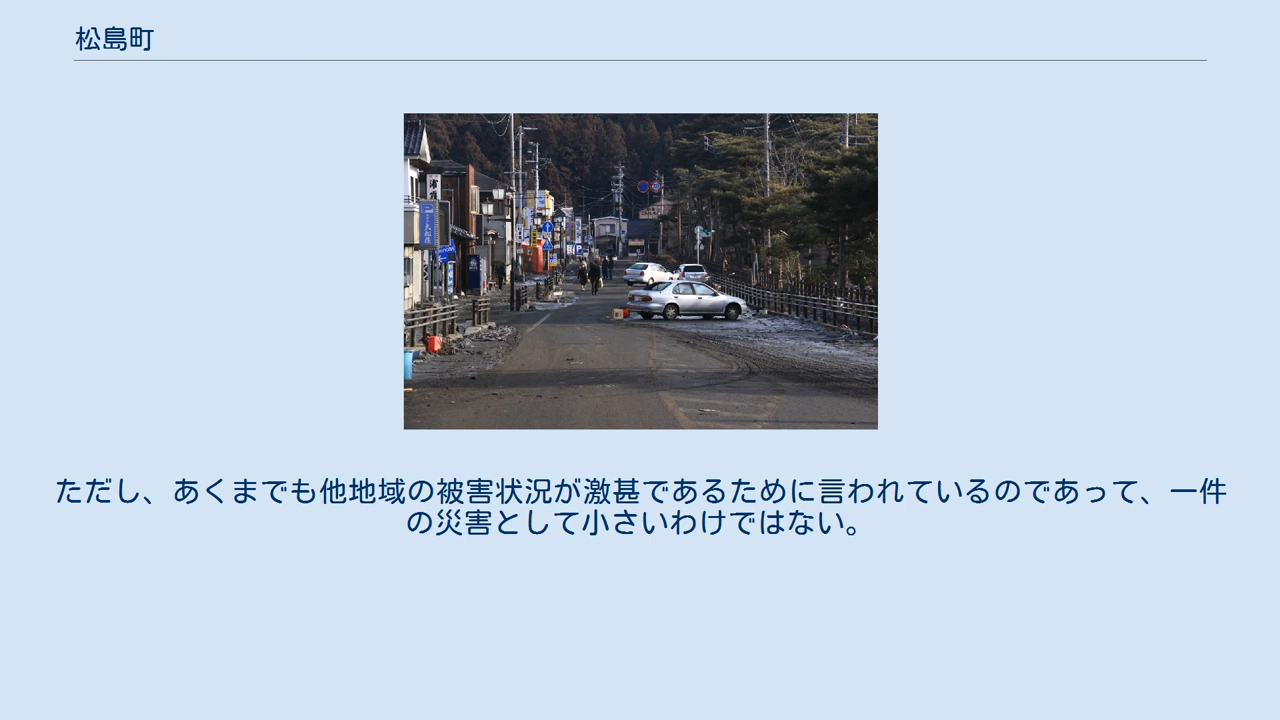 松島町
ただし、あくまでも他地域の被害状況が激甚であるために言われているのであって、一件
の災害として小さいわけではない。